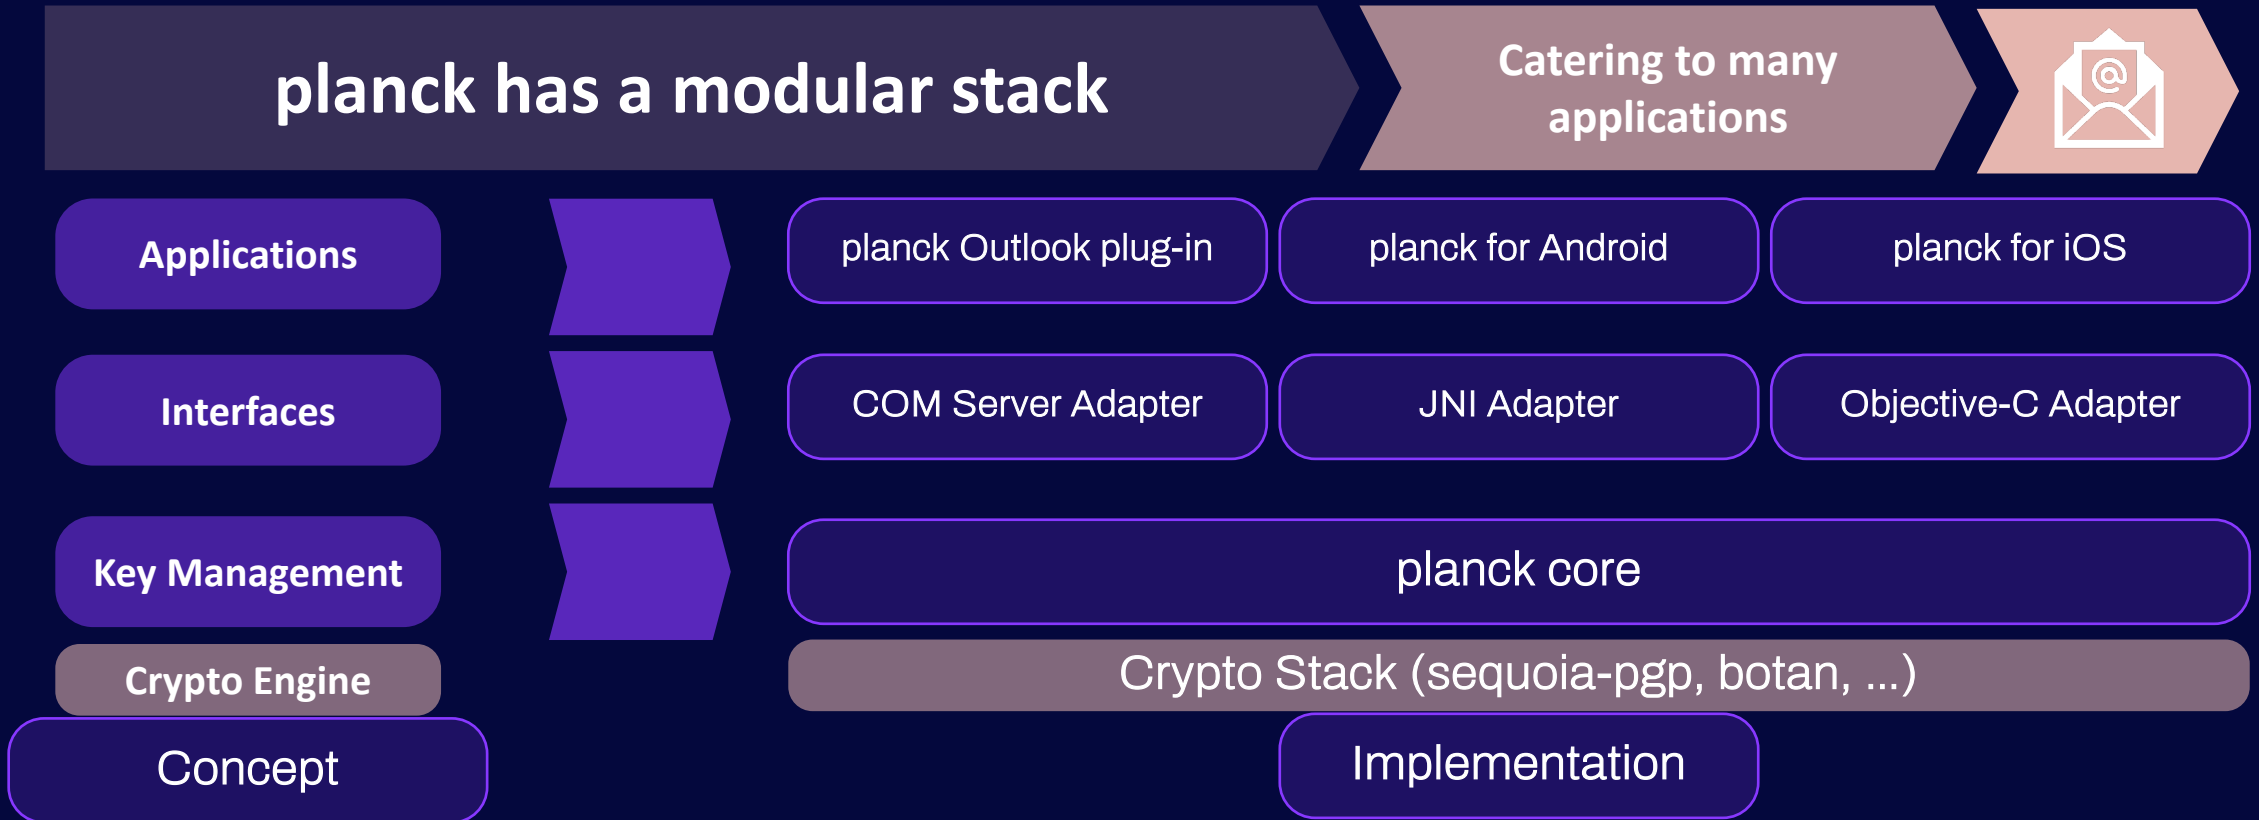 planck has a modular stack
Catering to many
applications
Applications
planck Outlook plug-in
planck for Android
planck for iOS
Interfaces
COM Server Adapter
JNI Adapter
Objective-C Adapter
Key Management
planck core
Crypto Engine
Crypto Stack (sequoia-pgp, botan, ...)
Concept
Implementation